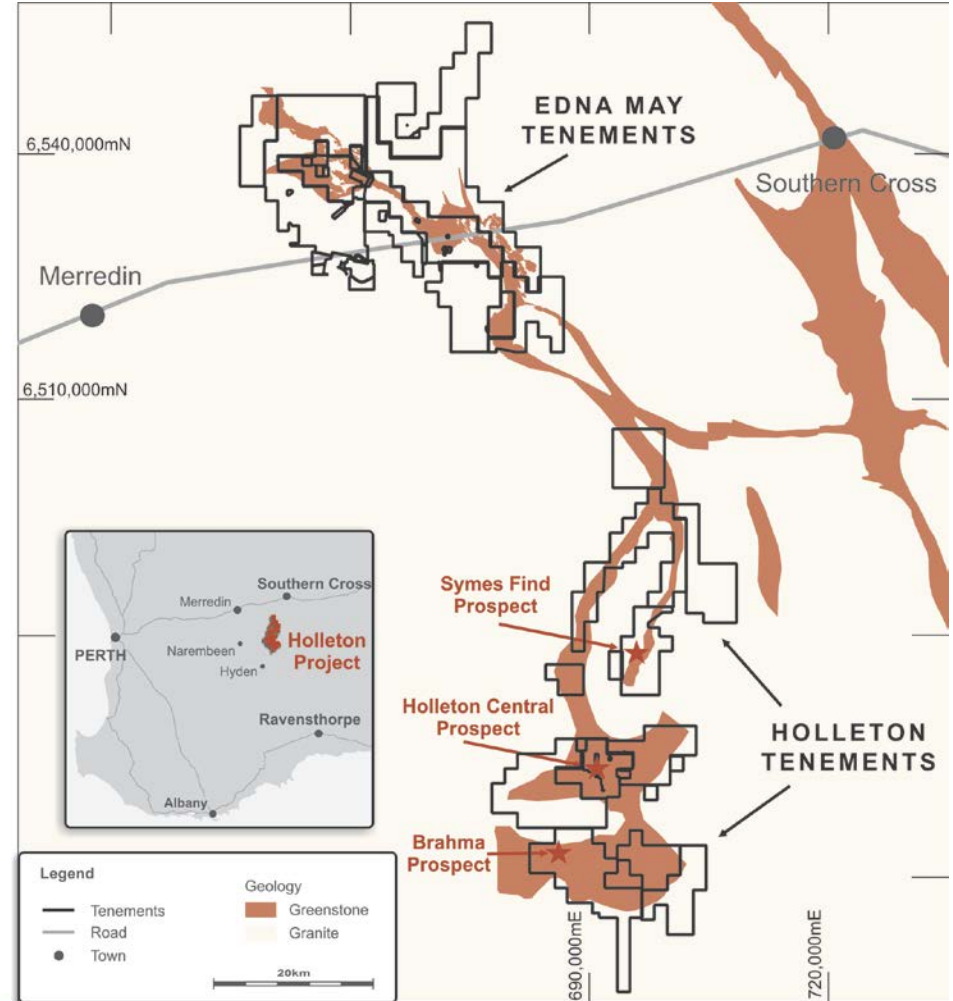 EDNA MAY
TENEMENTS
6,540,000mN
Southern Cross
Merredin
6,510,000mN
Symes Find
Prospect
Southern Cross
Merredin
PERTH
Narembeen
Holleton
Project
Hyden
Ravensthorpe
Albany
Holleton Central
Prospect
HOLLETON
TENEMENTS
Brahma
Prospect
Legend
Tenements
Road
Town
Geology
Greenstone
Granite
20km
690,000mE
720,000mE